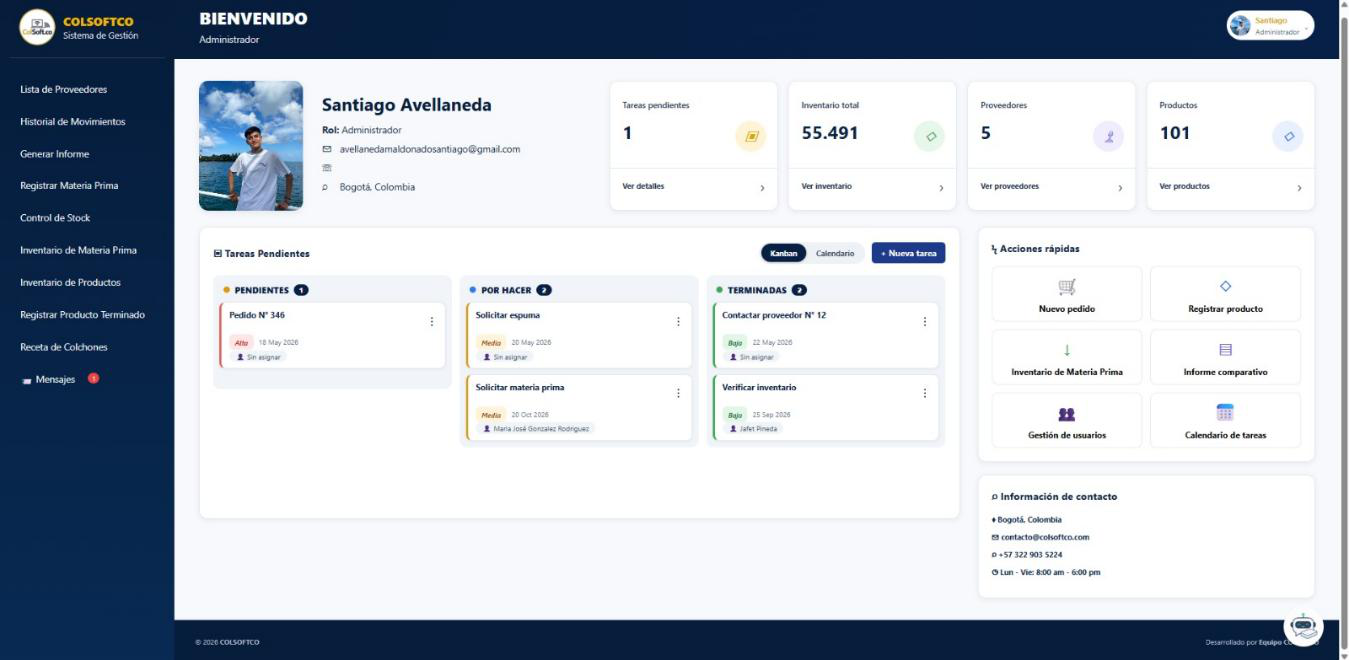 COLSOFTCO
Sistema de Gestión
BIENVENIDO
Administrador
Santiago
Administrador
Lista de Proveedores
Historial de Movimientos
Generar Informe
Registrar Materia Prima
Control de Stock
Inventario de Materia Prima
Inventario de Productos
Registrar Producto Terminado
Receta de Colchones
Mensajes 1
Santiago Avellaneda
Rol: Administrador
avellanedamaldonadosantiago@gmail.com
Bogotá, Colombia
Tareas pendientes
1
Ver detalles
Inventario total
55.491
Ver inventario
Proveedores
5
Ver proveedores
Productos
101
Ver productos
Tareas Pendientes
Kanban
Calendario
+ Nueva tarea
PENDIENTES 1
Pedido N° 346
Alta 18 May 2026
Sin asignar
POR HACER 2
Solicitar espuma
Media 20 May 2026
Sin asignar
Solicitar materia prima
Media 20 Oct 2026
Maria José Gonzalez Rodriguez
TERMINADAS 2
Contactar proveedor N° 12
Baja 22 May 2026
Sin asignar
Verificar inventario
Baja 25 Sep 2026
Jafet Pineda
Acciones rápidas
Nuevo pedido
Registrar producto
Inventario de Materia Prima
Informe comparativo
Gestión de usuarios
Calendario de tareas
Información de contacto
Bogotá, Colombia
contacto@colsoftco.com
+57 322 903 5224
Lun - Vie: 8:00 am - 6:00 pm
© 2026 COLSOFTCO
Desarrollado por Equipo